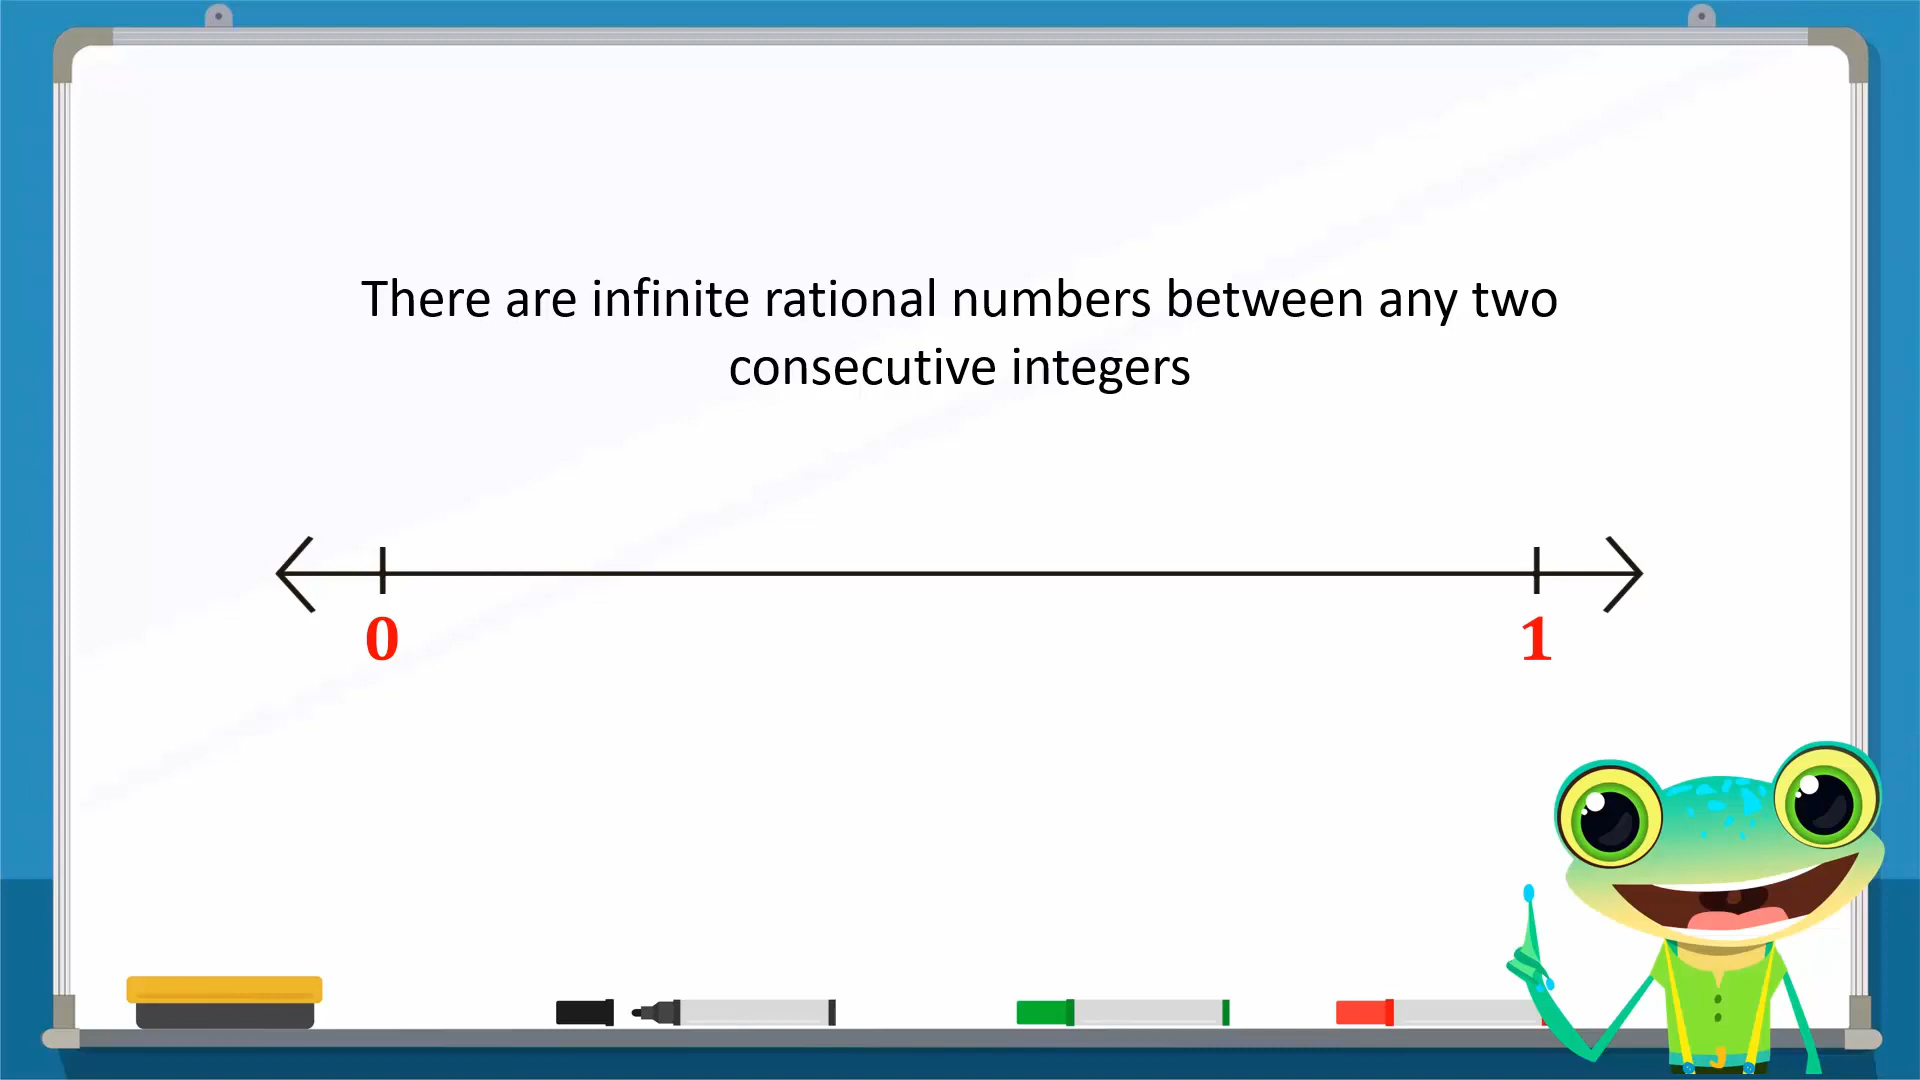 There are infinite rational numbers between any two
consecutive integers
0 1